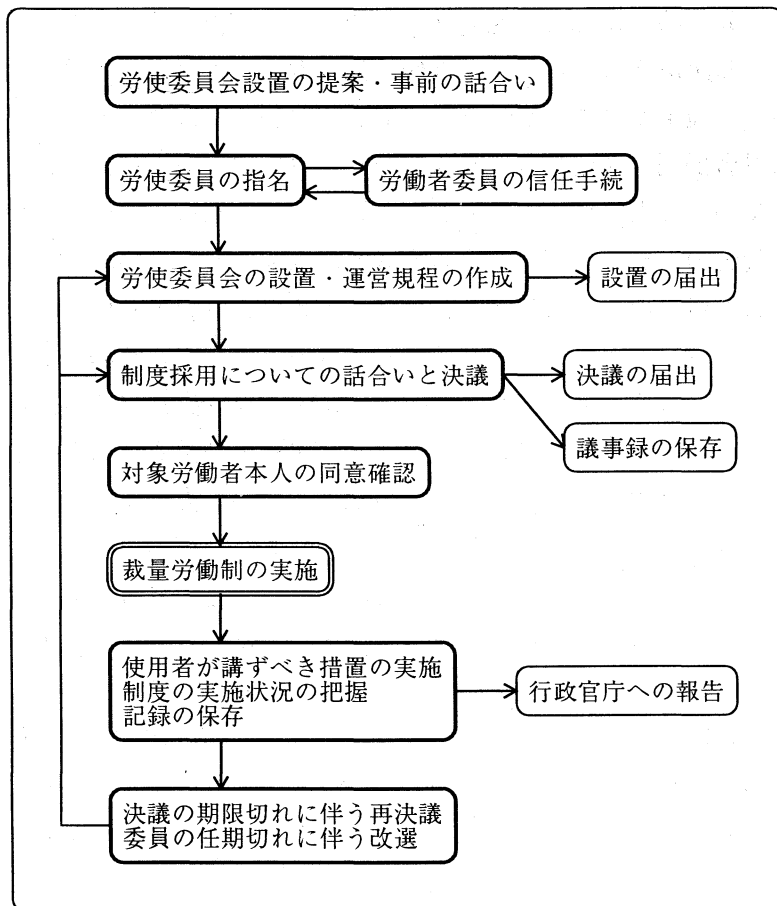 労使委員会設置の提案・事前の話合い
労使委員の指名
労働者委員の信任手続
労使委員会の設置・運営規程の作成
設置の届出
制度採用についての話合いと決議
決議の届出
議事録の保存
対象労働者本人の同意確認
裁量労働制の実施
使用者が講ずべき措置の実施
制度の実施状況の把握
記録の保存
行政官庁への報告
決議の期限切れに伴う再決議
委員の任期切れに伴う改選